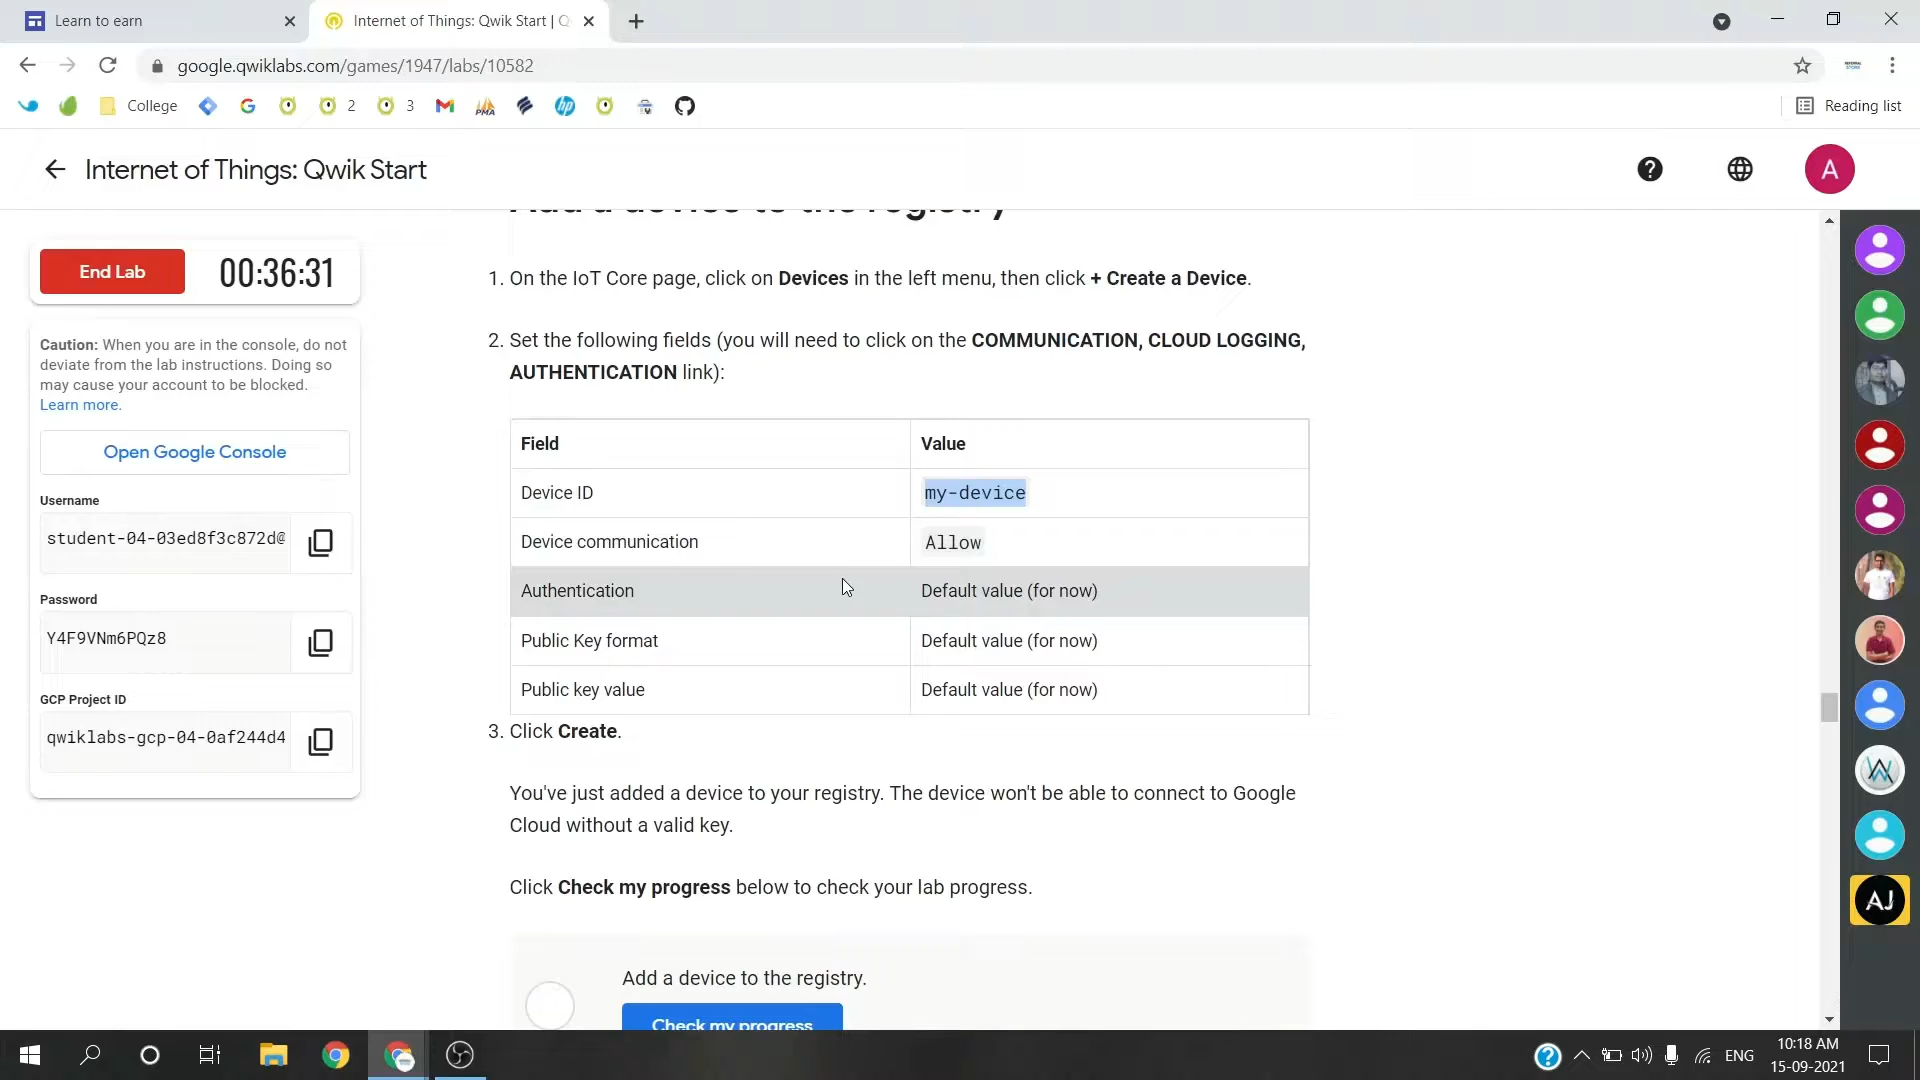 Learn to earn
Internet of Things: Qwik Start | Q
google.qwiklabs.com/games/1947/labs/10582
College
2
3
PMA
hp
Reading list
Internet of Things: Qwik Start
A
Add a device to the registry
End Lab
00:36:31
Caution: When you are in the console, do not
deviate from the lab instructions. Doing so
may cause your account to be blocked.
Learn more.
Open Google Console
Username
student-04-03ed8f3c872d@
Password
Y4F9VNm6PQz8
GCP Project ID
qwiklabs-gcp-04-0af244d4
1. On the IoT Core page, click on Devices in the left menu, then click + Create a Device.
2. Set the following fields (you will need to click on the COMMUNICATION, CLOUD LOGGING,
AUTHENTICATION link):
Field Value
Device ID my-device
Device communication Allow
Authentication Default value (for now)
Public Key format Default value (for now)
Public key value Default value (for now)
3. Click Create.
You've just added a device to your registry. The device won't be able to connect to Google
Cloud without a valid key.
Click Check my progress below to check your lab progress.
Add a device to the registry.
Check my progress
AJ
ENG
10:18 AM
15-09-2021